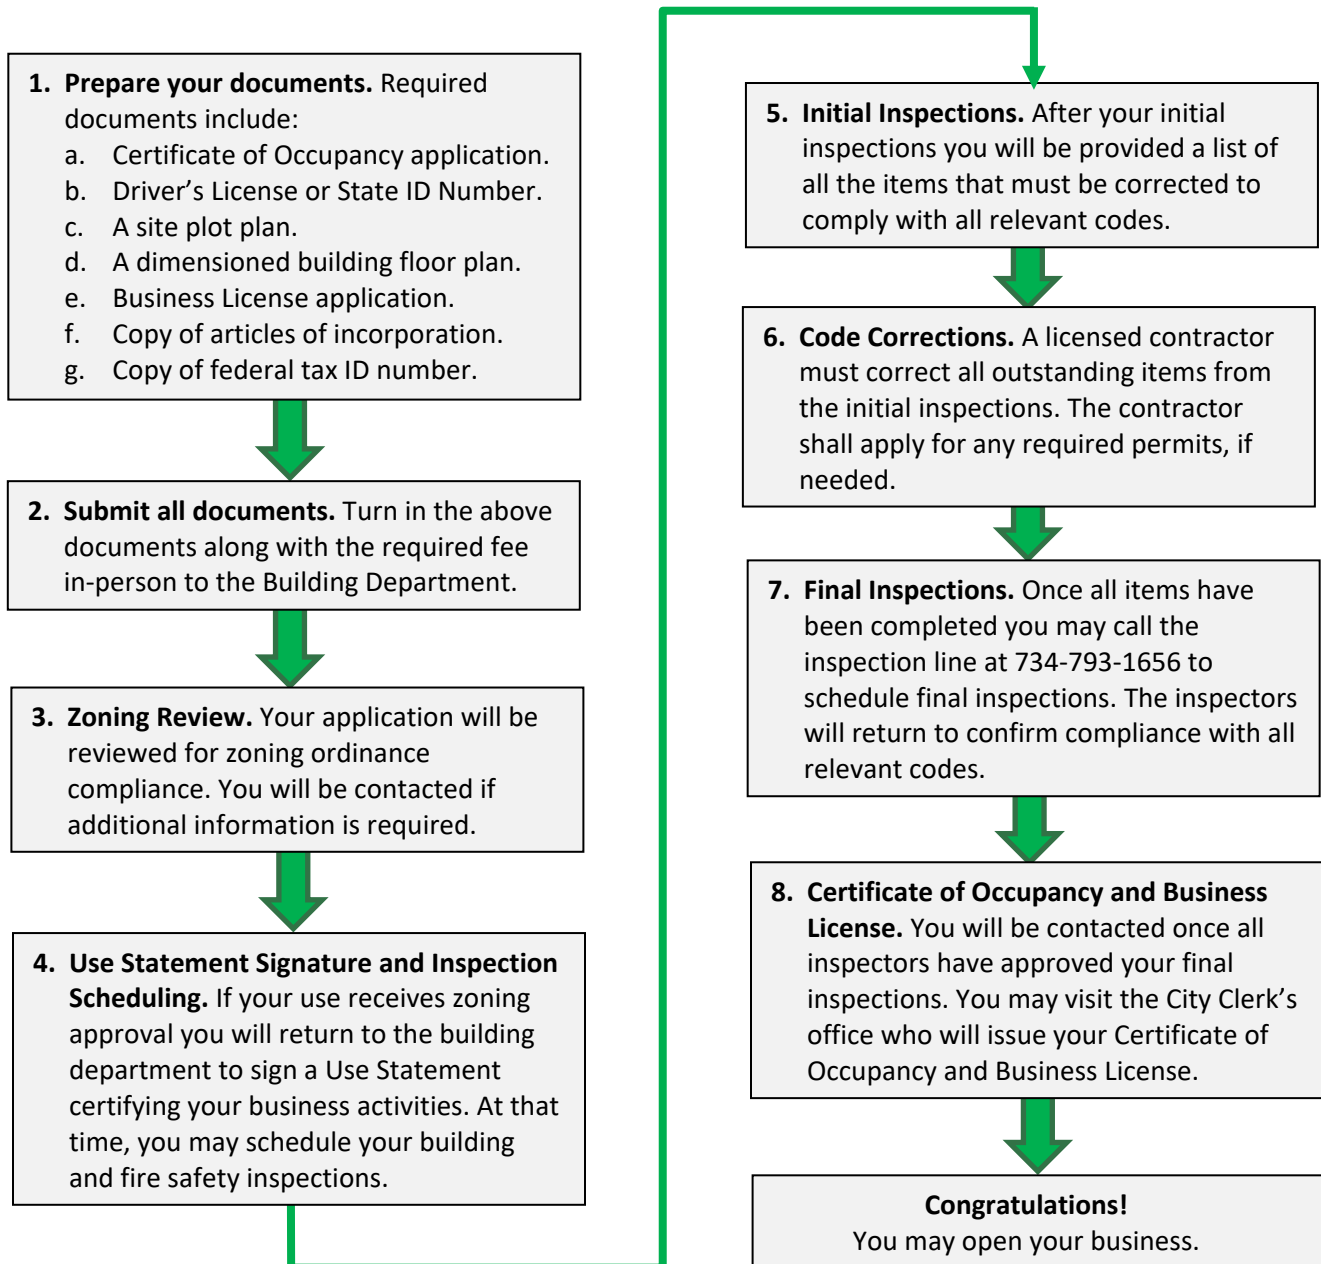 1. Prepare your documents. Required
documents include:
a. Certificate of Occupancy application.
b. Driver’s License or State ID Number.
c. A site plot plan.
d. A dimensioned building floor plan.
e. Business License application.
f. Copy of articles of incorporation.
g. Copy of federal tax ID number.
2. Submit all documents. Turn in the above
documents along with the required fee
in-person to the Building Department.
3. Zoning Review. Your application will be
reviewed for zoning ordinance
compliance. You will be contacted if
additional information is required.
4. Use Statement Signature and Inspection
Scheduling. If your use receives zoning
approval you will return to the building
department to sign a Use Statement
certifying your business activities. At that
time, you may schedule your building
and fire safety inspections.
5. Initial Inspections. After your initial
inspections you will be provided a list of
all the items that must be corrected to
comply with all relevant codes.
6. Code Corrections. A licensed contractor
must correct all outstanding items from
the initial inspections. The contractor
shall apply for any required permits, if
needed.
7. Final Inspections. Once all items have
been completed you may call the
inspection line at 734-793-1656 to
schedule final inspections. The inspectors
will return to confirm compliance with all
relevant codes.
8. Certificate of Occupancy and Business
License. You will be contacted once all
inspectors have approved your final
inspections. You may visit the City Clerk’s
office who will issue your Certificate of
Occupancy and Business License.
Congratulations!
You may open your business.